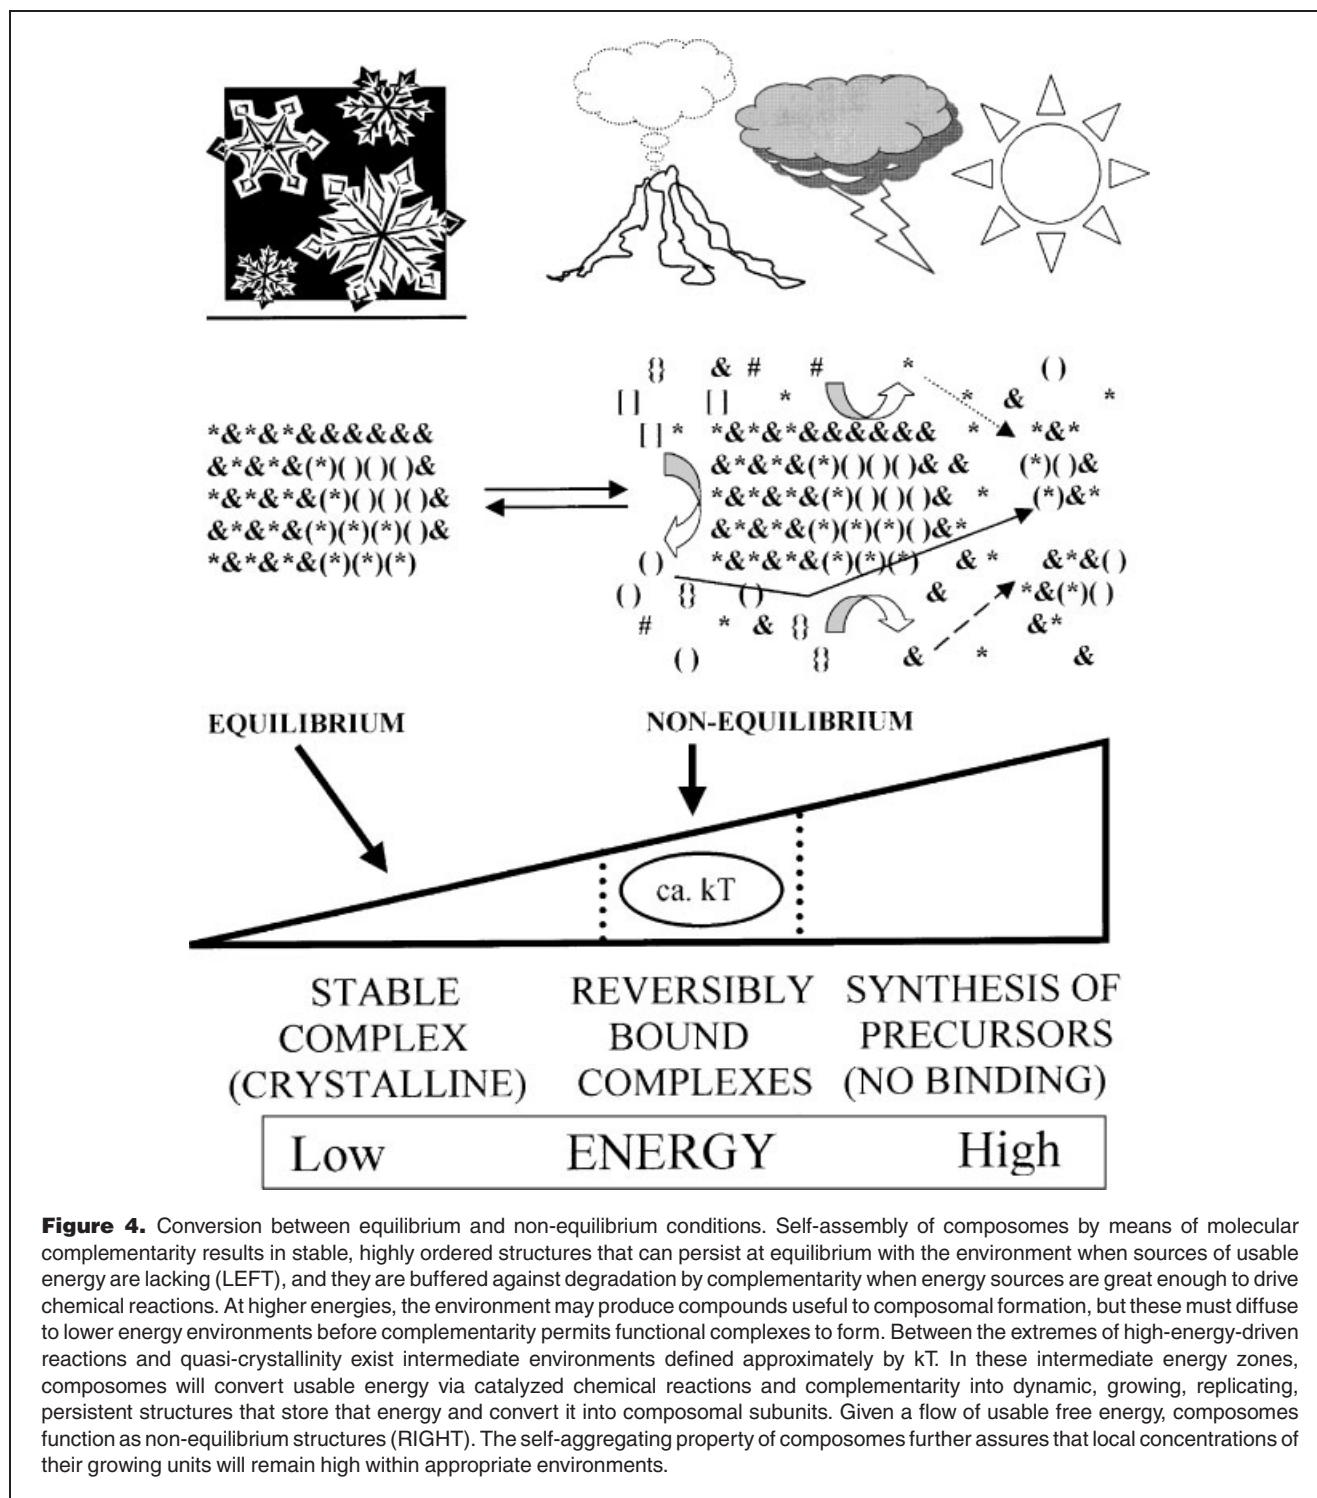 {} & # # * ( )
[ ] [ ] * * & *
*&*&*&&&&&& [ ] * *&*&*&&&&&& * *&*
&*&*&(*)( )( )( )& &*&*&(*)( )( )( )& & (*)( )&
*&*&*&(*)( )( )( )& *&*&*&(*)( )( )( )& * (*)&*
&*&*&(*)(*)(*)( )& &*&*&(*)(*)(*)( )&*
*&*&*&(*)(*)(*) ( ) *&*&*&(*)(*)(*) & * &*&( )
( ) {} ( ) & *&(*)( )
# * & {} &*
( ) {} & * &
EQUILIBRIUM NON-EQUILIBRIUM
ca. kT
STABLE REVERSIBLY SYNTHESIS OF
COMPLEX BOUND PRECURSORS
(CRYSTALLINE) COMPLEXES (NO BINDING)
Low ENERGY High
Figure 4. Conversion between equilibrium and non-equilibrium conditions. Self-assembly of composomes by means of molecular
complementarity results in stable, highly ordered structures that can persist at equilibrium with the environment when sources of usable
energy are lacking (LEFT), and they are buffered against degradation by complementarity when energy sources are great enough to drive
chemical reactions. At higher energies, the environment may produce compounds useful to composomal formation, but these must diffuse
to lower energy environments before complementarity permits functional complexes to form. Between the extremes of high-energy-driven
reactions and quasi-crystallinity exist intermediate environments defined approximately by kT. In these intermediate energy zones,
composomes will convert usable energy via catalyzed chemical reactions and complementarity into dynamic, growing, replicating,
persistent structures that store that energy and convert it into composomal subunits. Given a flow of usable free energy, composomes
function as non-equilibrium structures (RIGHT). The self-aggregating property of composomes further assures that local concentrations of
their growing units will remain high within appropriate environments.